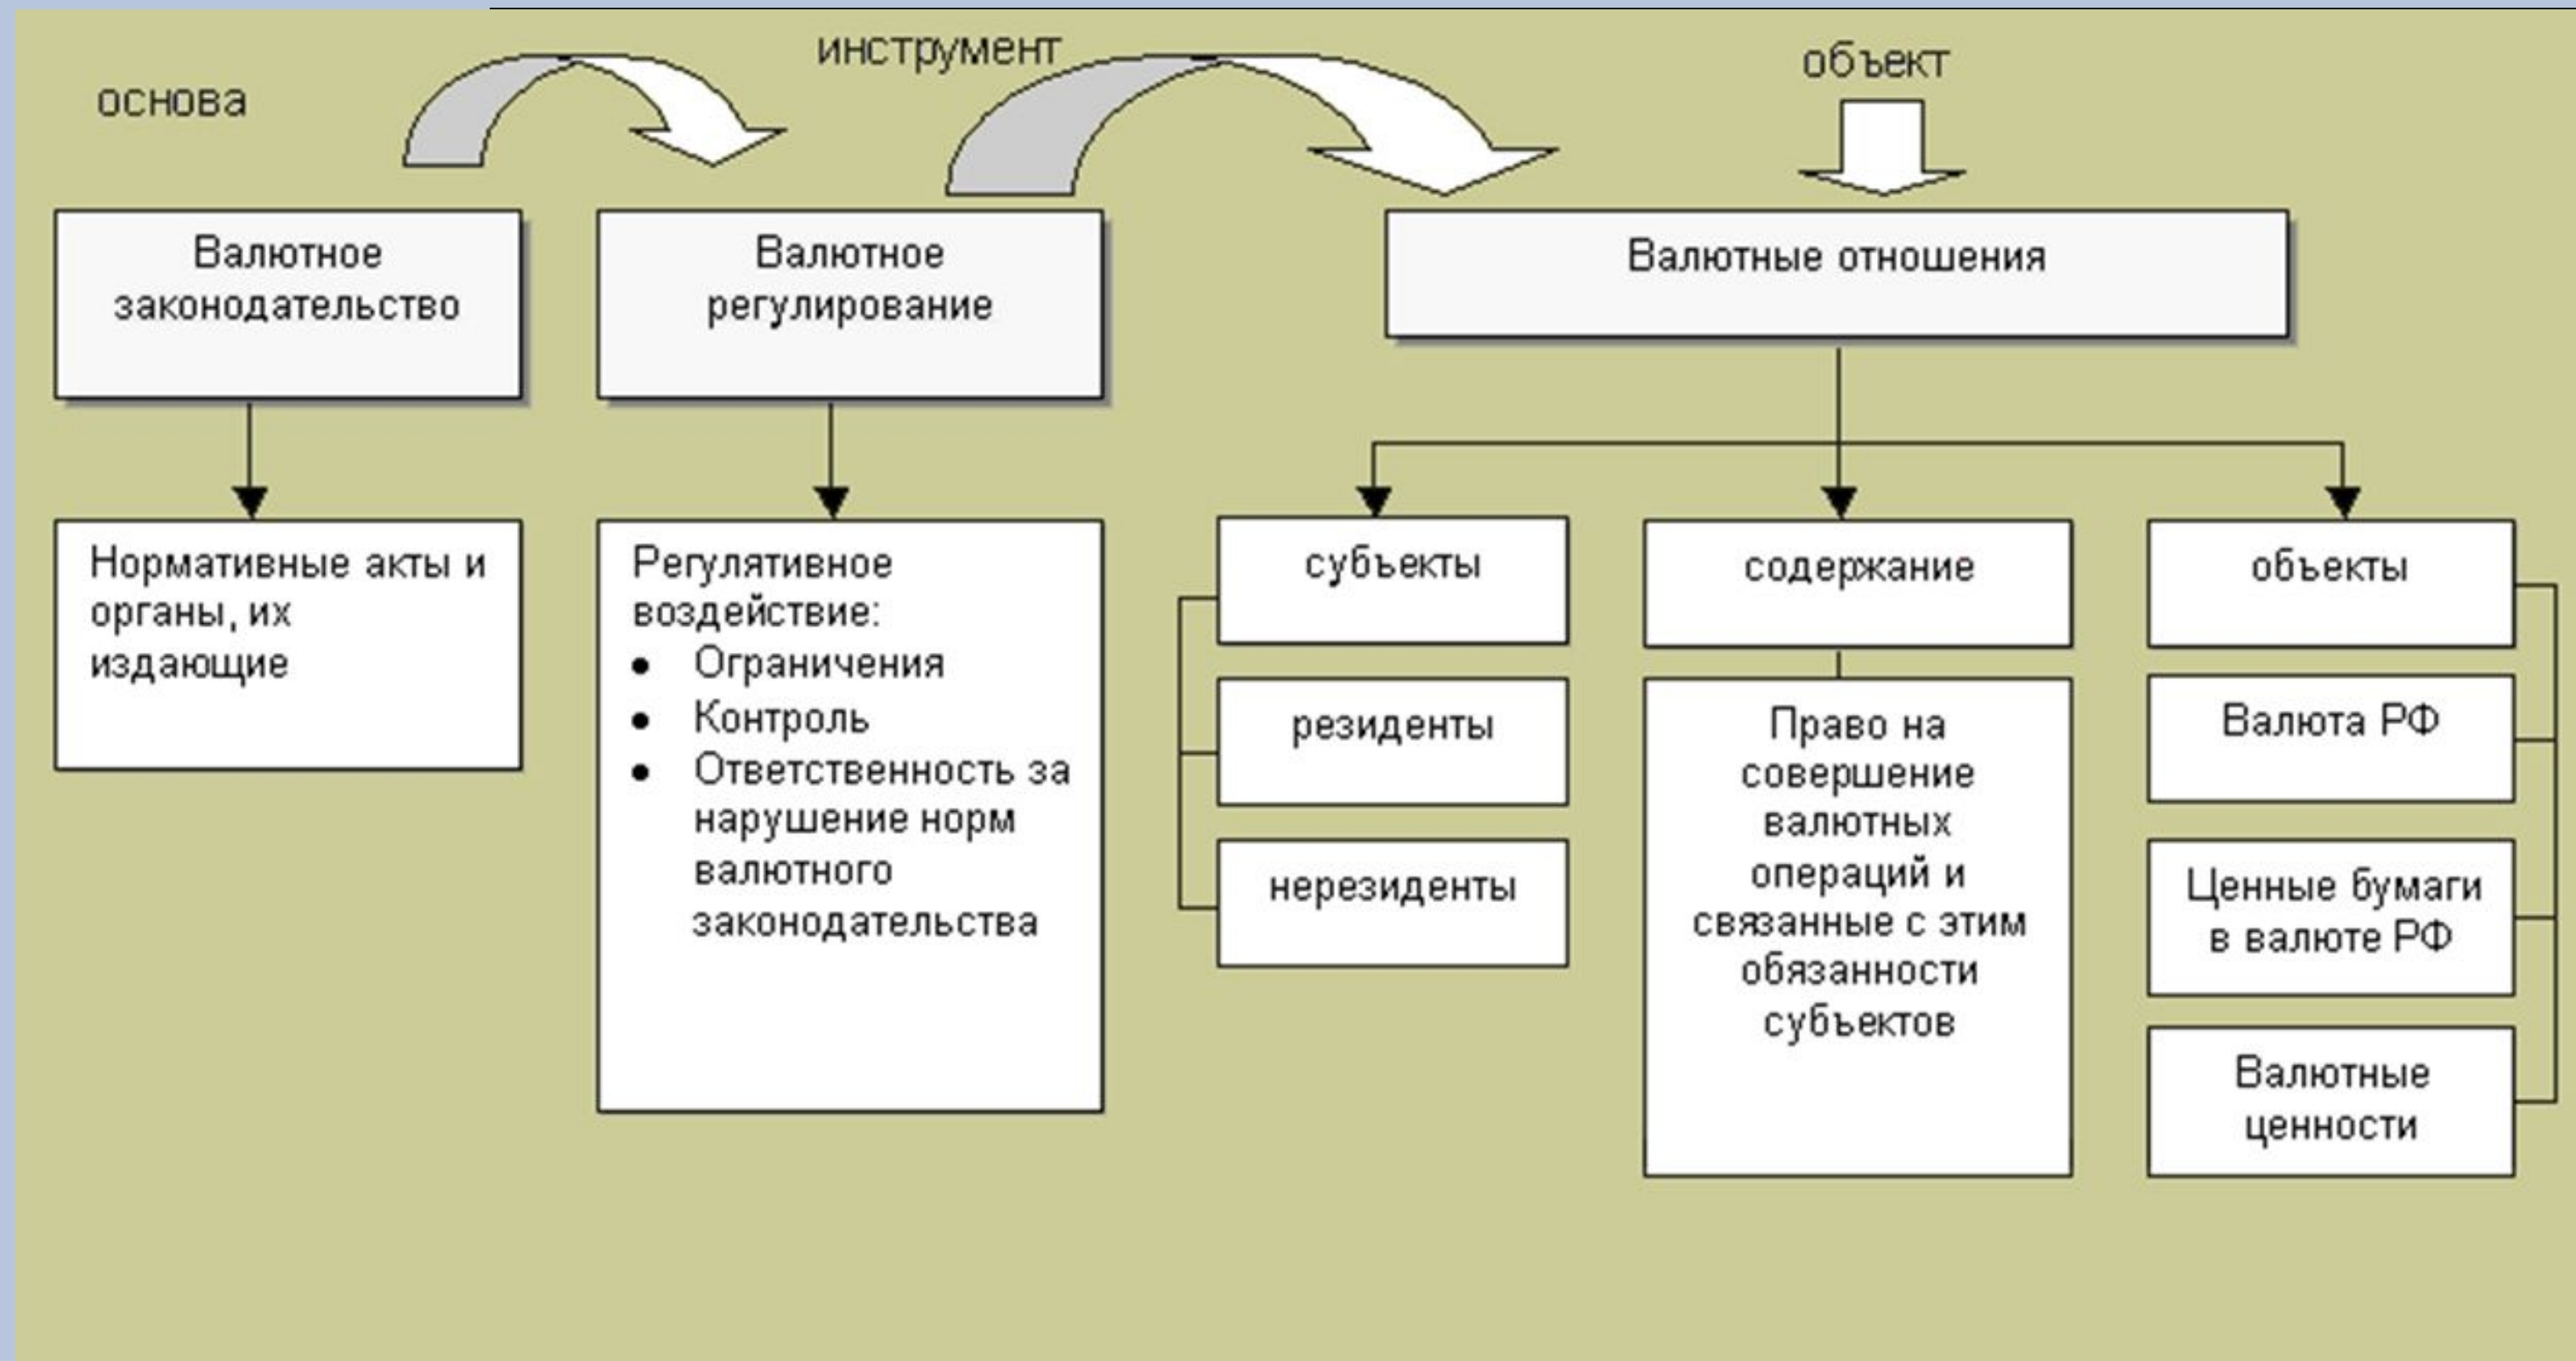 основа
инструмент
объект
Валютное
законодательство
Валютное
регулирование
Валютные отношения
Нормативные акты и
органы, их
издающие
Регулятивное
воздействие:
• Ограничения
• Контроль
• Ответственность за
нарушение норм
валютного
законодательства
субъекты
резиденты
нерезиденты
содержание
Право на
совершение
валютных
операций и
связанные с этим
обязанности
субъектов
объекты
Валюта РФ
Ценные бумаги
в валюте РФ
Валютные
ценности